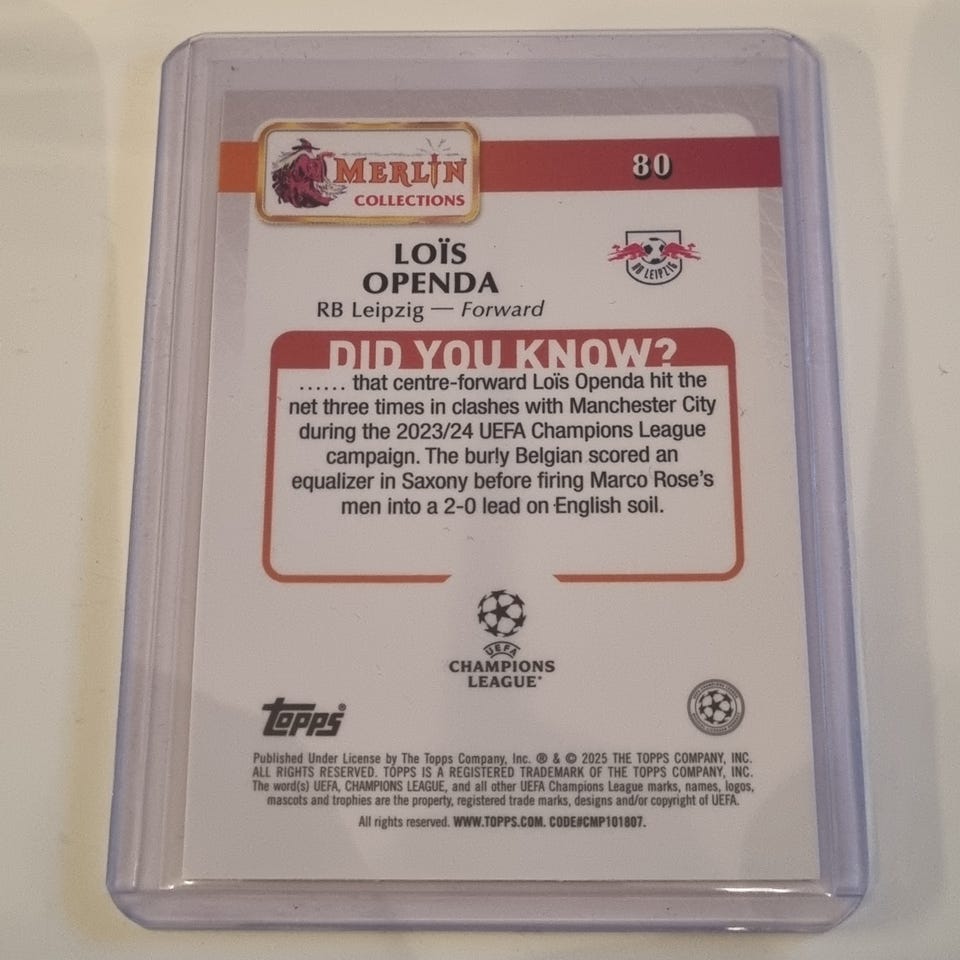 MERLIN
COLLECTIONS
80
LOÏS
OPENDA
RB LEIPZIG
RB Leipzig — Forward
DID YOU KNOW?
...... that centre-forward Loïs Openda hit the
net three times in clashes with Manchester City
during the 2023/24 UEFA Champions League
campaign. The burly Belgian scored an
equalizer in Saxony before firing Marco Rose's
men into a 2-0 lead on English soil.
UEFA
CHAMPIONS
LEAGUE®
topps®
Published Under License by The Topps Company, Inc. ® & © 2025 THE TOPPS COMPANY, INC.
ALL RIGHTS RESERVED. TOPPS IS A REGISTERED TRADEMARK OF THE TOPPS COMPANY, INC.
The word(s) UEFA, CHAMPIONS LEAGUE, and all other UEFA Champions League marks, names, logos,
mascots and trophies are the property, registered trade marks, designs and/or copyright of UEFA.
All rights reserved. WWW.TOPPS.COM. CODE#CMP101807.